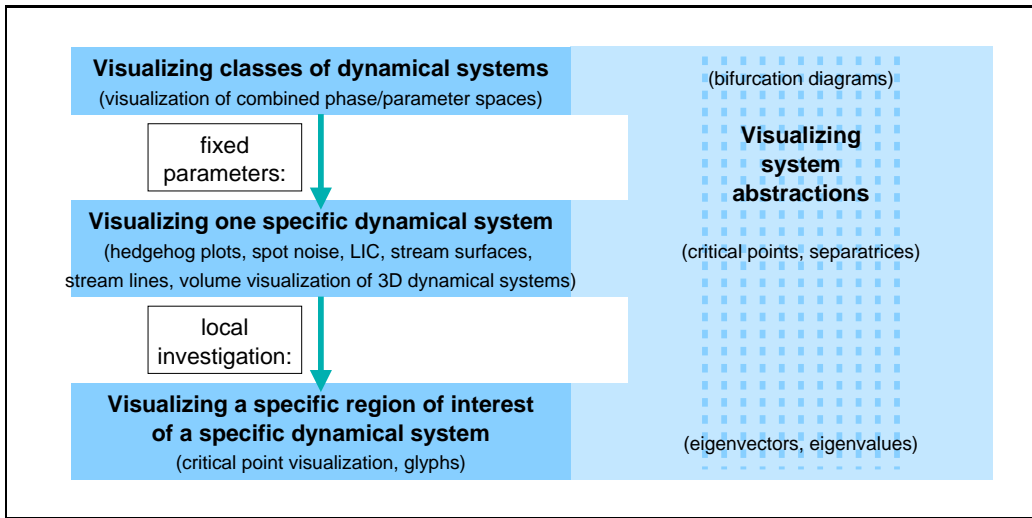 Visualizing classes of dynamical systems
(visualization of combined phase/parameter spaces)
fixed
parameters:
Visualizing one specific dynamical system
(hedgehog plots, spot noise, LIC, stream surfaces,
stream lines, volume visualization of 3D dynamical systems)
local
investigation:
Visualizing a specific region of interest
of a specific dynamical system
(critical point visualization, glyphs)
(bifurcation diagrams)
Visualizing
system
abstractions
(critical points, separatrices)
(eigenvectors, eigenvalues)